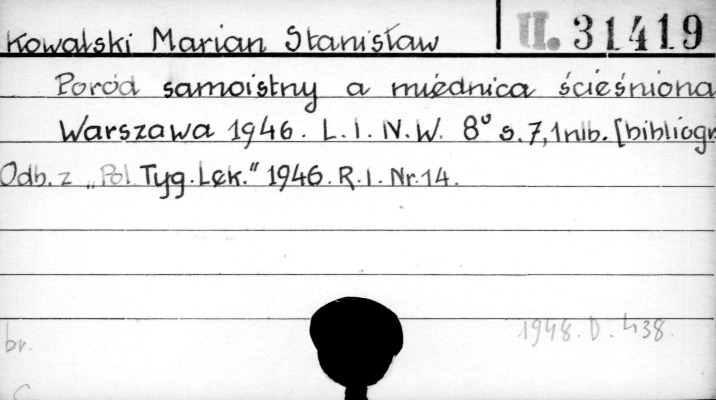 Kowalski Marian Stanisław II. 31419
Poród samoistny a miednica ścieśniona
Warszawa 1946. L.I.N.W. 8° s.7, 1 nlb. [bibliogr
Odb. z „Pol Tyg. Lek." 1946. R.I. Nr. 14.
br. 1948. D. 438.